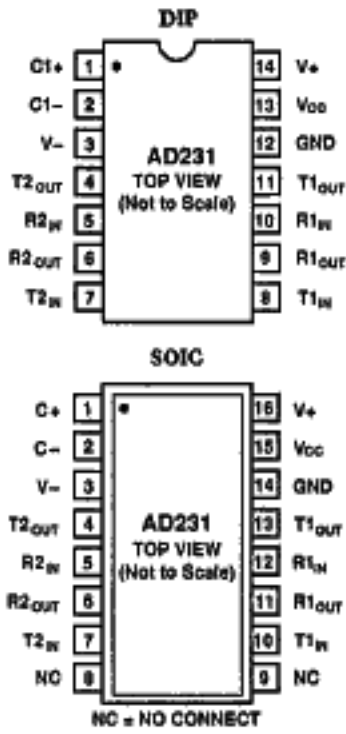 DIP
C1+ 1 14 V+
C1– 2 13 VDD
V– 3 12 GND
AD231
T2OUT 4 TOP VIEW 11 T1OUT
(Not to Scale)
R2IN 5 10 R1IN
R2OUT 6 9 R1OUT
T2IN 7 8 T1IN
SOIC
C+ 1 16 V+
C– 2 15 VCC
V– 3 14 GND
T2OUT 4 AD231 13 T1OUT
TOP VIEW
R2IN 5 (Not to Scale) 12 R1IN
R2OUT 6 11 R1OUT
T2IN 7 10 T1IN
NC 8 9 NC
NC = NO CONNECT